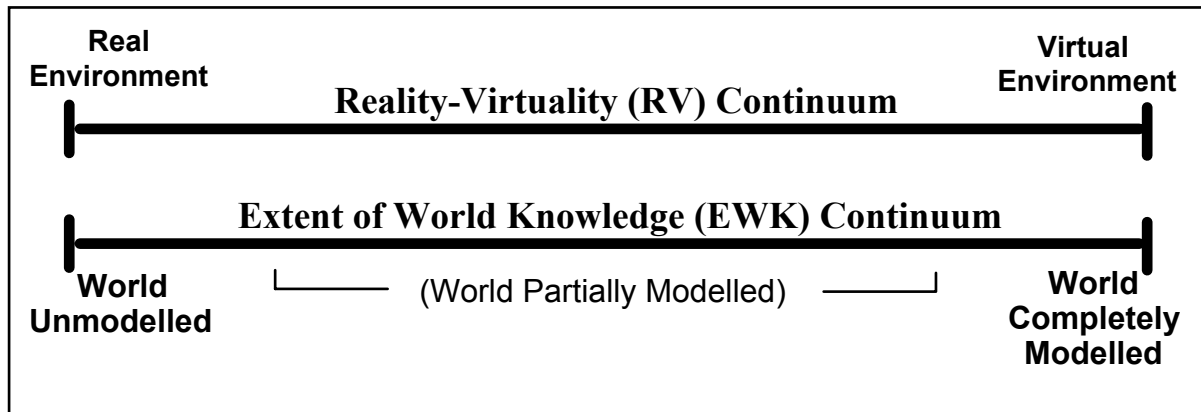 Real
Environment
Virtual
Environment
Reality-Virtuality (RV) Continuum
Extent of World Knowledge (EWK) Continuum
World
Unmodelled
(World Partially Modelled)
World
Completely
Modelled